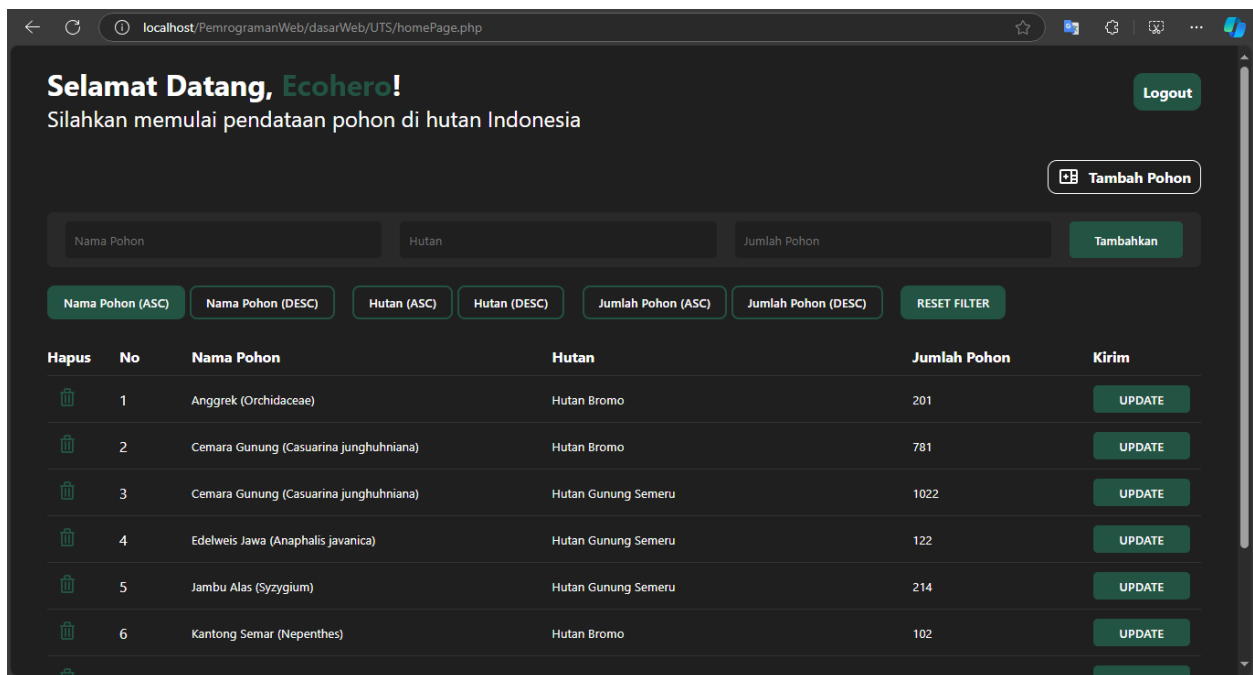 localhost/PemrogramanWeb/dasarWeb/UTS/homePage.php
Selamat Datang, Ecohero!
Logout
Silahkan memulai pendataan pohon di hutan Indonesia
Tambah Pohon
Nama Pohon Hutan Jumlah Pohon Tambahkan
Nama Pohon (ASC) Nama Pohon (DESC) Hutan (ASC) Hutan (DESC) Jumlah Pohon (ASC) Jumlah Pohon (DESC) RESET FILTER
Hapus No Nama Pohon Hutan Jumlah Pohon Kirim
1 Anggrek (Orchidaceae) Hutan Bromo 201 UPDATE
2 Cemara Gunung (Casuarina junghuhniana) Hutan Bromo 781 UPDATE
3 Cemara Gunung (Casuarina junghuhniana) Hutan Gunung Semeru 1022 UPDATE
4 Edelweis Jawa (Anaphalis javanica) Hutan Gunung Semeru 122 UPDATE
5 Jambu Alas (Syzygium) Hutan Gunung Semeru 214 UPDATE
6 Kantong Semar (Nepenthes) Hutan Bromo 102 UPDATE